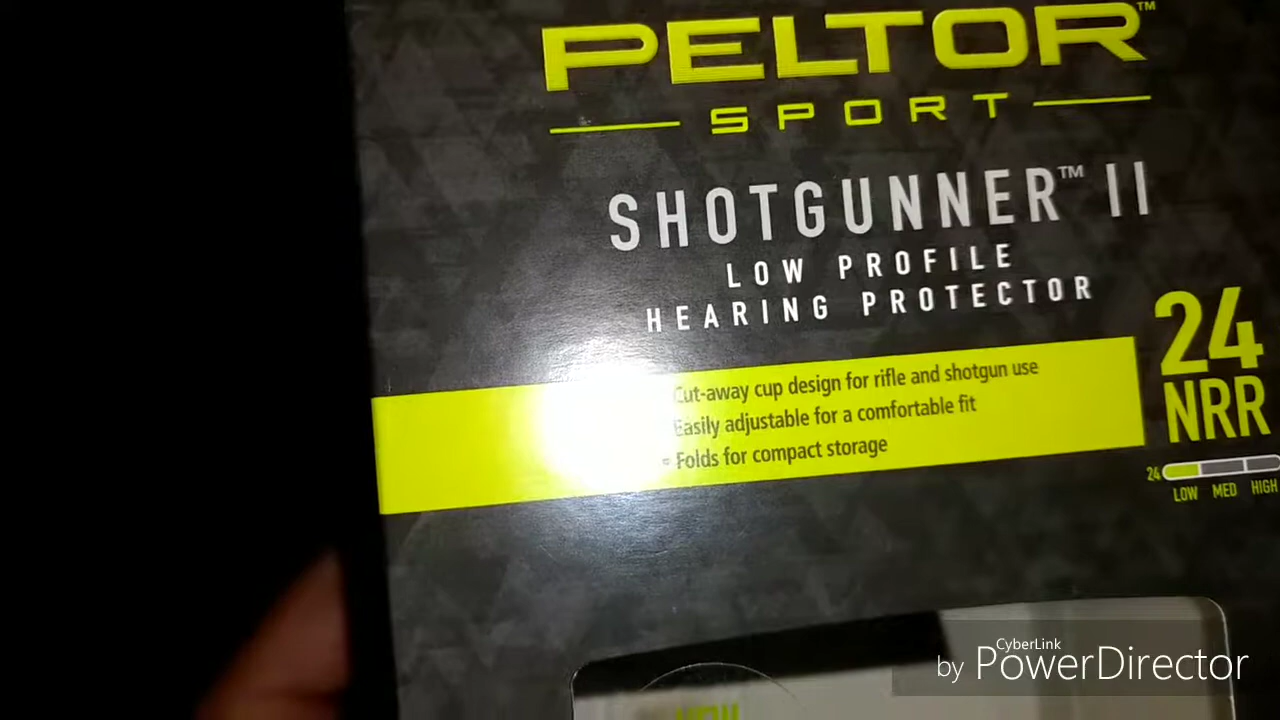 PELTOR™
SPORT
SHOTGUNNER™ II
LOW PROFILE
HEARING PROTECTOR
Cut-away cup design for rifle and shotgun use
Easily adjustable for a comfortable fit
- Folds for compact storage
24
NRR
24
LOW MED HIGH
CyberLink
by PowerDirector